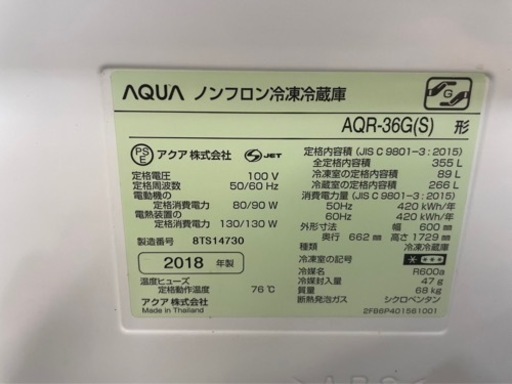 AQUA ノンフロン冷凍冷蔵庫
AQR-36G(S) 形
PS E アクア株式会社 S JET
定格電圧 100 V
定格周波数 50/60 Hz
電動機の
定格消費電力 80/90 W
電熱装置の
定格消費電力 130/130 W
製造番号 8TS14730
2018 年製
温度ヒューズ
定格動作温度 76℃
アクア株式会社
Made in Thailand
G
定格内容積 (JIS C 9801-3 : 2015)
全定格内容積 355 L
冷凍室の定格内容積 89 L
冷蔵室の定格内容積 266 L
消費電力量 (JIS C 9801-3 : 2015)
50Hz 420 kWh/年
60Hz 420 kWh/年
外形寸法 幅 600 mm
奥行 662 mm 高さ 1729 mm
種類 冷凍冷蔵庫
冷凍室の記号
冷媒名 R600a
冷媒封入量 47 g
質量 68 kg
断熱発泡ガス シクロペンタン
2FB6P401561001